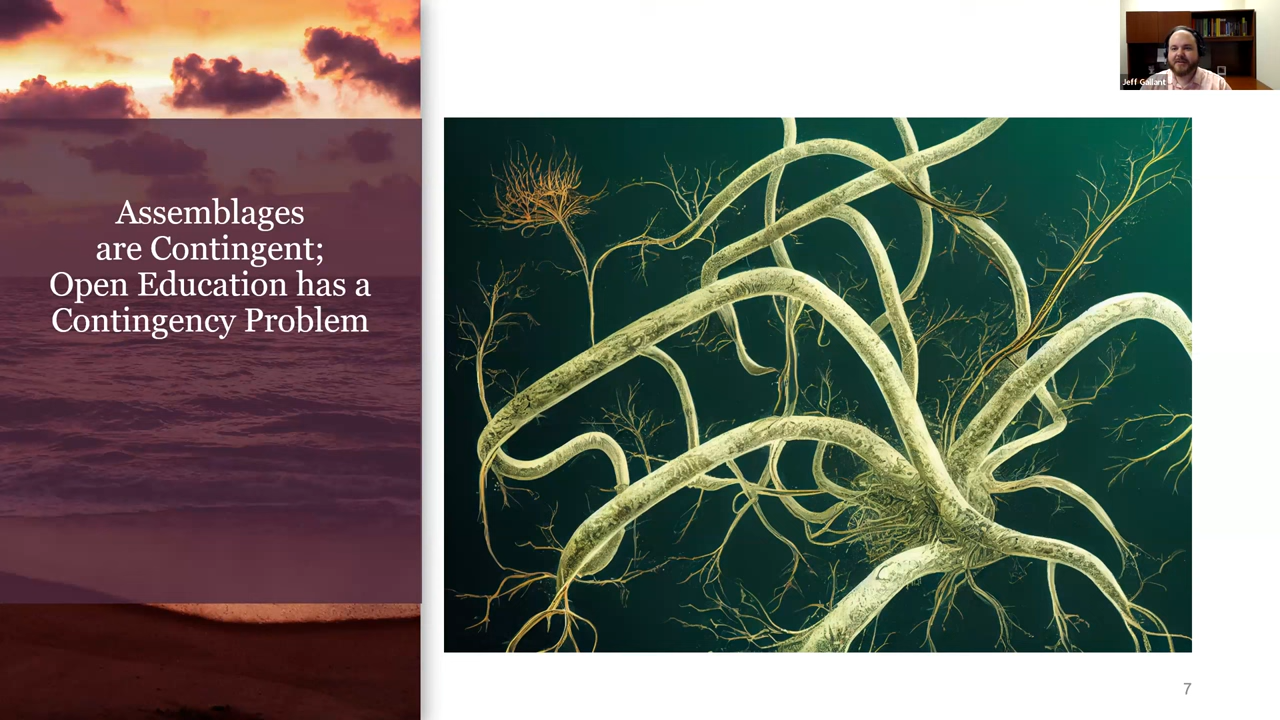 Assemblages
are Contingent;
Open Education has a
Contingency Problem
Jeff Gallant
7